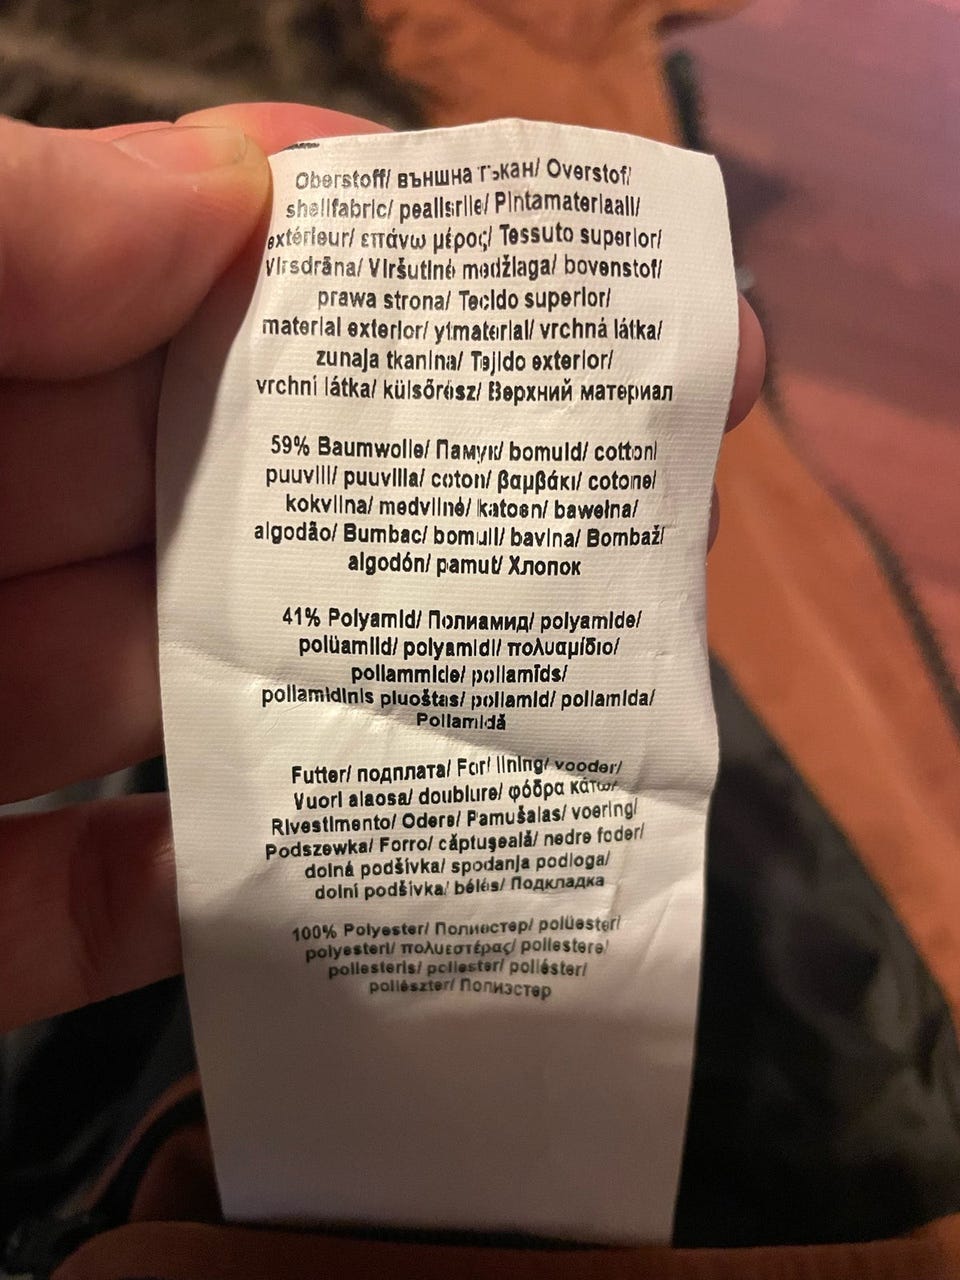 Oberstoff/ външна тъкан/ Overstof/
shellfabric/ pealisriie/ Pintamateriaali/
extérieur/ επάνω μέρος/ Tessuto superior/
Virsdrāna/ Viršutinė medžiaga/ bovenstof/
prawa strona/ Tecido superior/
material exterior/ ytmaterial/ vrchná látka/
zunaja tkanina/ Tejido exterior/
vrchní látka/ külsőrész/ Верхний материал
59% Baumwolle/ Памук/ bomuld/ cotton/
puuvill/ puuvilla/ coton/ βαμβάκι/ cotone/
kokvilna/ medvilnė/ katoen/ bawełna/
algodão/ Bumbac/ bomull/ bavlna/ Bombaž/
algodón/ pamut/ Хлопок
41% Polyamid/ Полиамид/ polyamide/
polüamiid/ polyamidi/ πολυαμίδιο/
poliammide/ poliamīds/
poliamidinis pluoštas/ poliamid/ poliamida/
Poliamidă
Futter/ подплата/ For/ lining/ vooder/
Vuori alaosa/ doublure/ φόδρα κάτω/
Rivestimento/ Odere/ Pamušalas/ voering/
Podszewka/ Forro/ căptuşeală/ nedre foder/
dolná podšívka/ spodanja podloga/
dolní podšívka/ bélés/ Подкладка
100% Polyester/ Полиестер/ polüester/
polyesteri/ πολυεστέρας/ poliestere/
poliesteris/ poliester/ poliéster/
poliészter/ Полиэстер